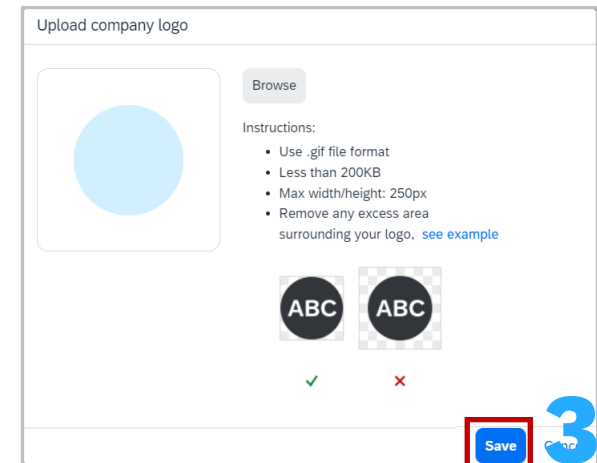 Upload company logo
Browse
Instructions:
• Use .gif file format
• Less than 200KB
• Max width/height: 250px
• Remove any excess area
surrounding your logo, see example
ABC ABC
Save
3